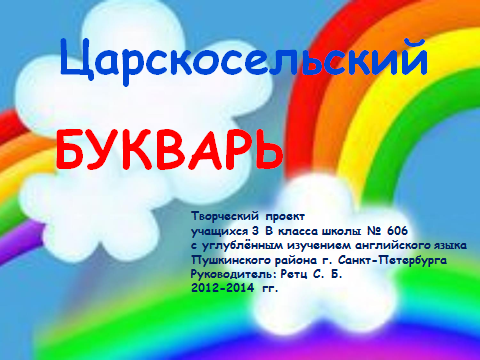 Царскосельский
БУКВАРЬ
Творческий проект
учащихся 3 В класса школы № 606
с углублённым изучением английского языка
Пушкинского района г. Санкт-Петербурга
Руководитель: Ретц С. Б.
2012-2014 гг.